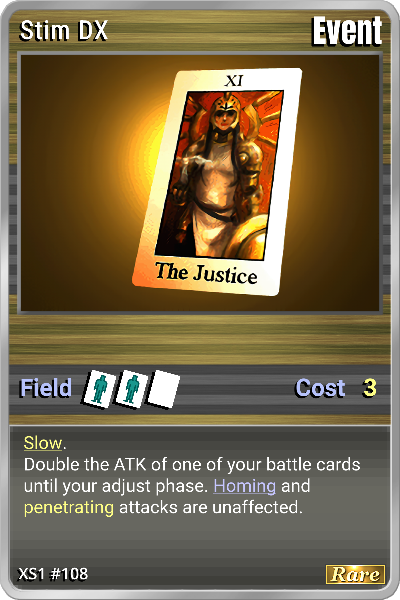 Stim DX
Event
XI
The Justice
Field
Cost 3
Slow.
Double the ATK of one of your battle cards
until your adjust phase. Homing and
penetrating attacks are unaffected.
XS1 #108
Rare